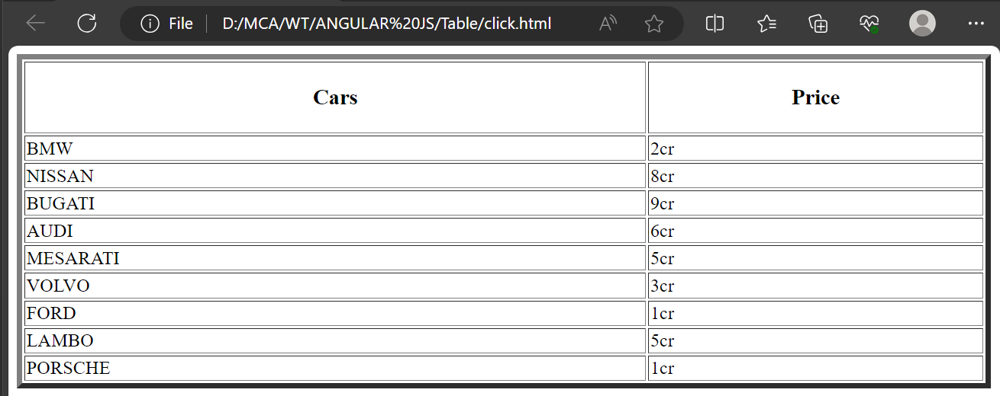 File D:/MCA/WT/ANGULAR%20JS/Table/click.html
Cars Price
BMW 2cr
NISSAN 8cr
BUGATI 9cr
AUDI 6cr
MESARATI 5cr
VOLVO 3cr
FORD 1cr
LAMBO 5cr
PORSCHE 1cr